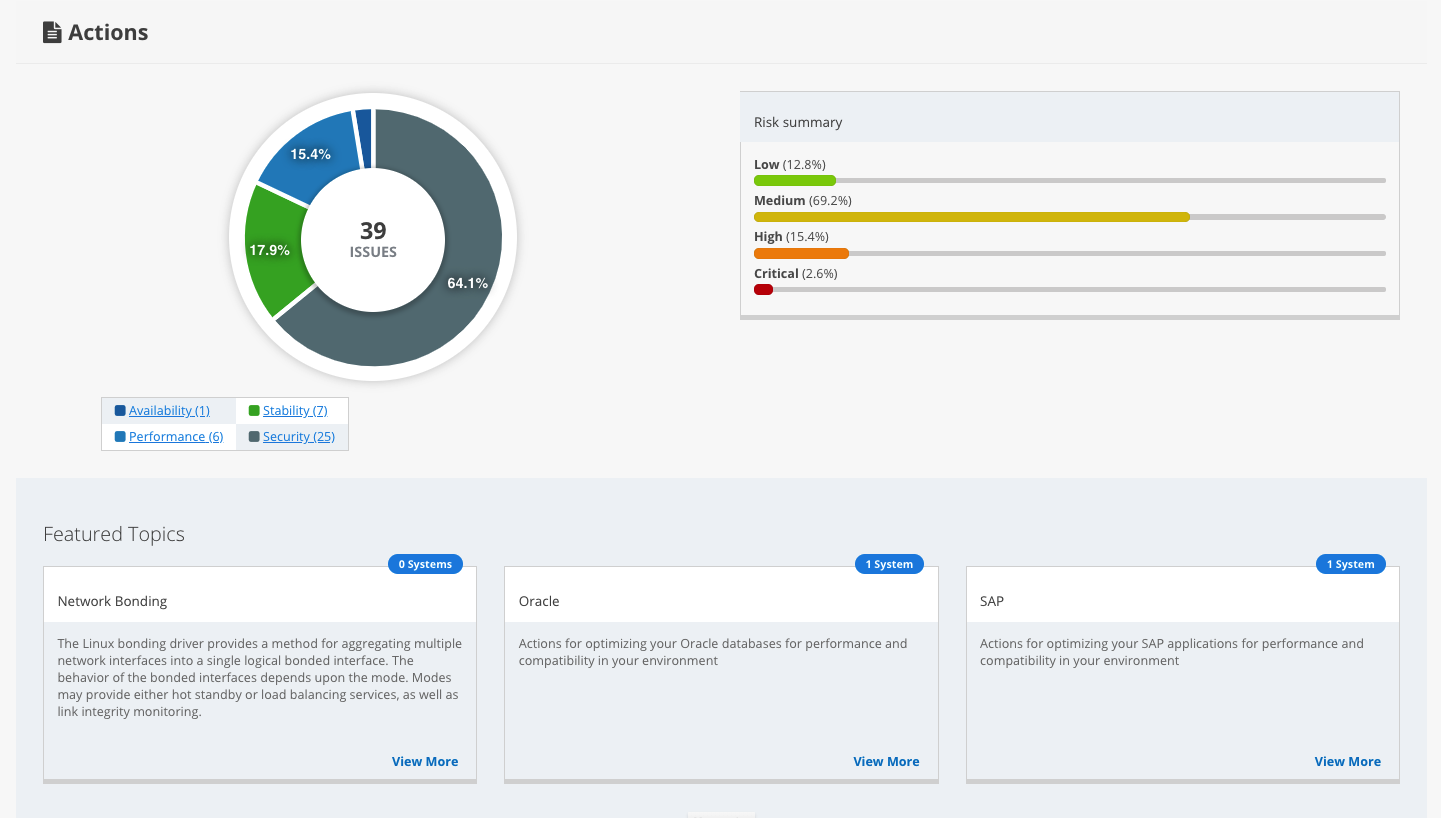 Actions
15.4%
17.9%
64.1%
39
ISSUES
Availability (1)
Stability (7)
Performance (6)
Security (25)
Risk summary
Low (12.8%)
Medium (69.2%)
High (15.4%)
Critical (2.6%)
Featured Topics
0 Systems
Network Bonding
The Linux bonding driver provides a method for aggregating multiple
network interfaces into a single logical bonded interface. The
behavior of the bonded interfaces depends upon the mode. Modes
may provide either hot standby or load balancing services, as well as
link integrity monitoring.
View More
1 System
Oracle
Actions for optimizing your Oracle databases for performance and
compatibility in your environment
View More
1 System
SAP
Actions for optimizing your SAP applications for performance and
compatibility in your environment
View More